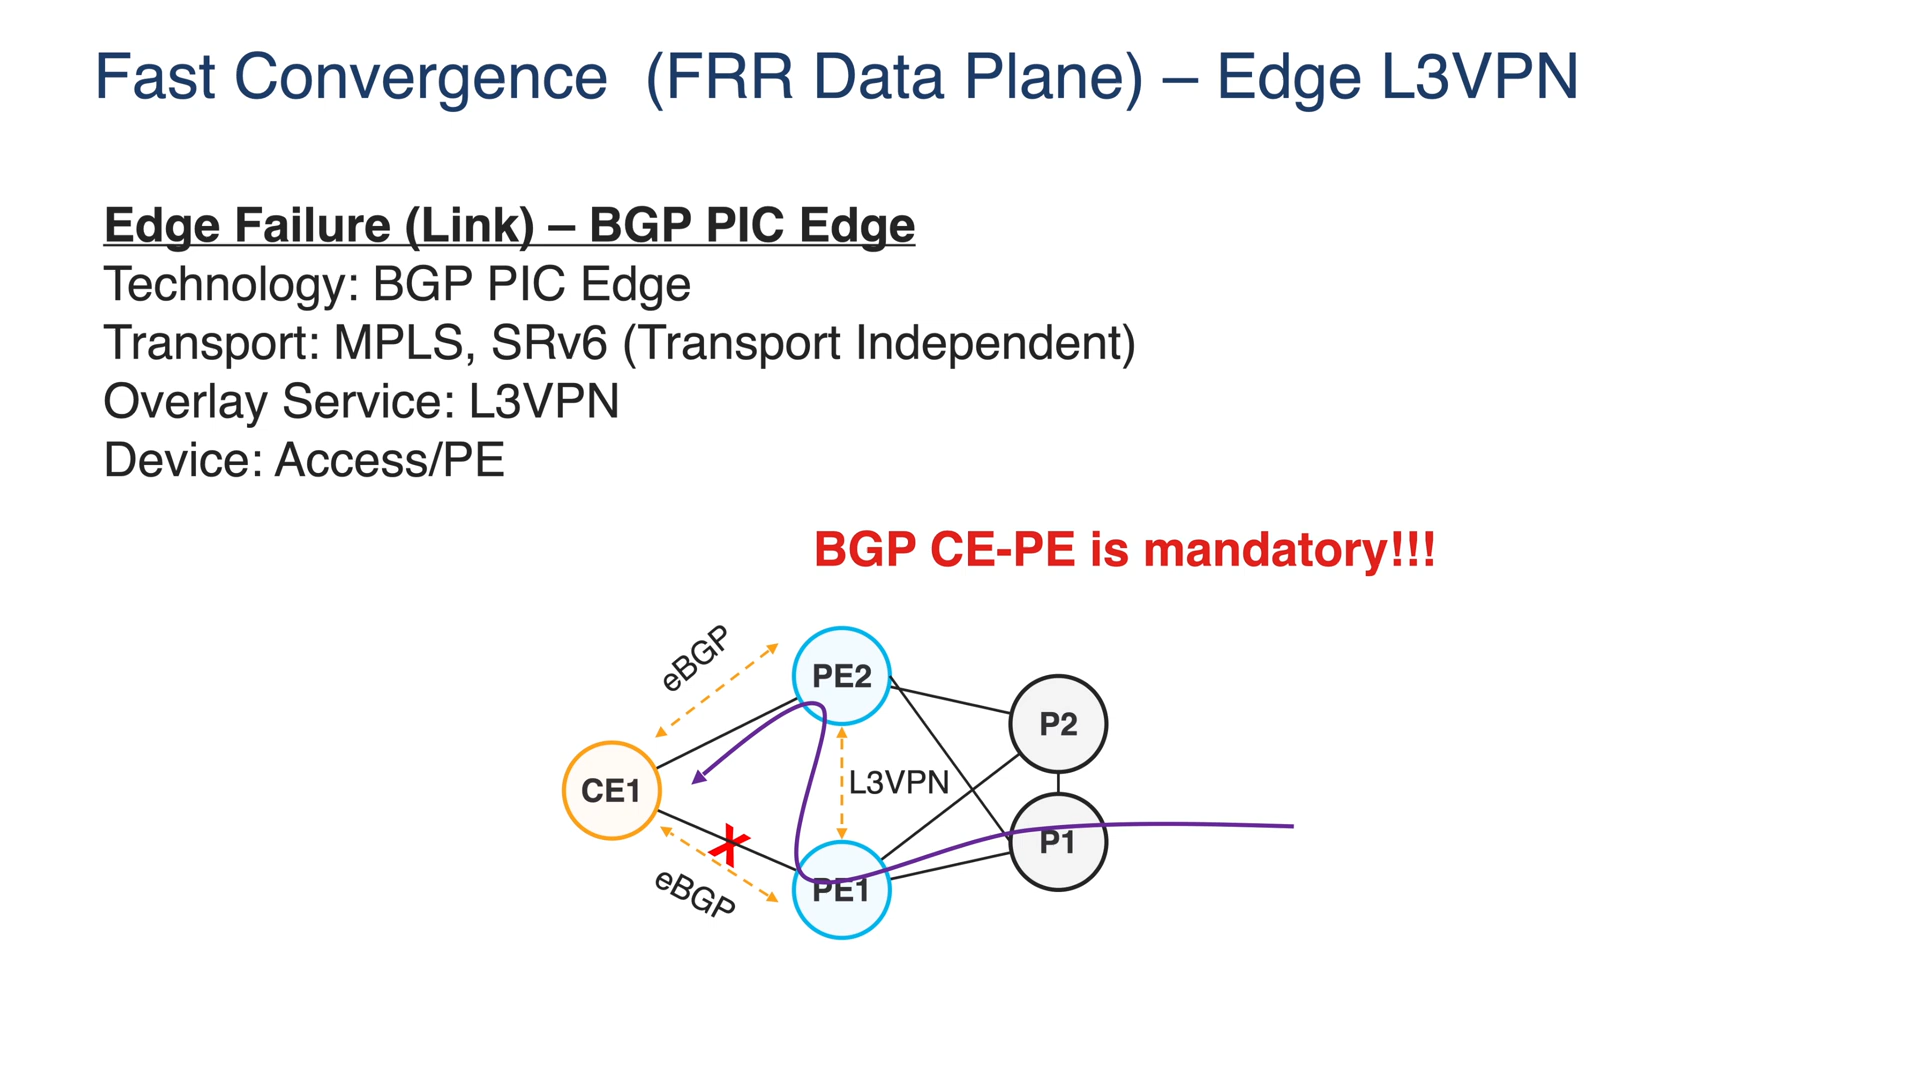 Fast Convergence (FRR Data Plane) – Edge L3VPN
Edge Failure (Link) – BGP PIC Edge
Technology: BGP PIC Edge
Transport: MPLS, SRv6 (Transport Independent)
Overlay Service: L3VPN
Device: Access/PE
BGP CE-PE is mandatory!!!
eBGP
PE2
P2
CE1
L3VPN
X
P1
eBGP
PE1